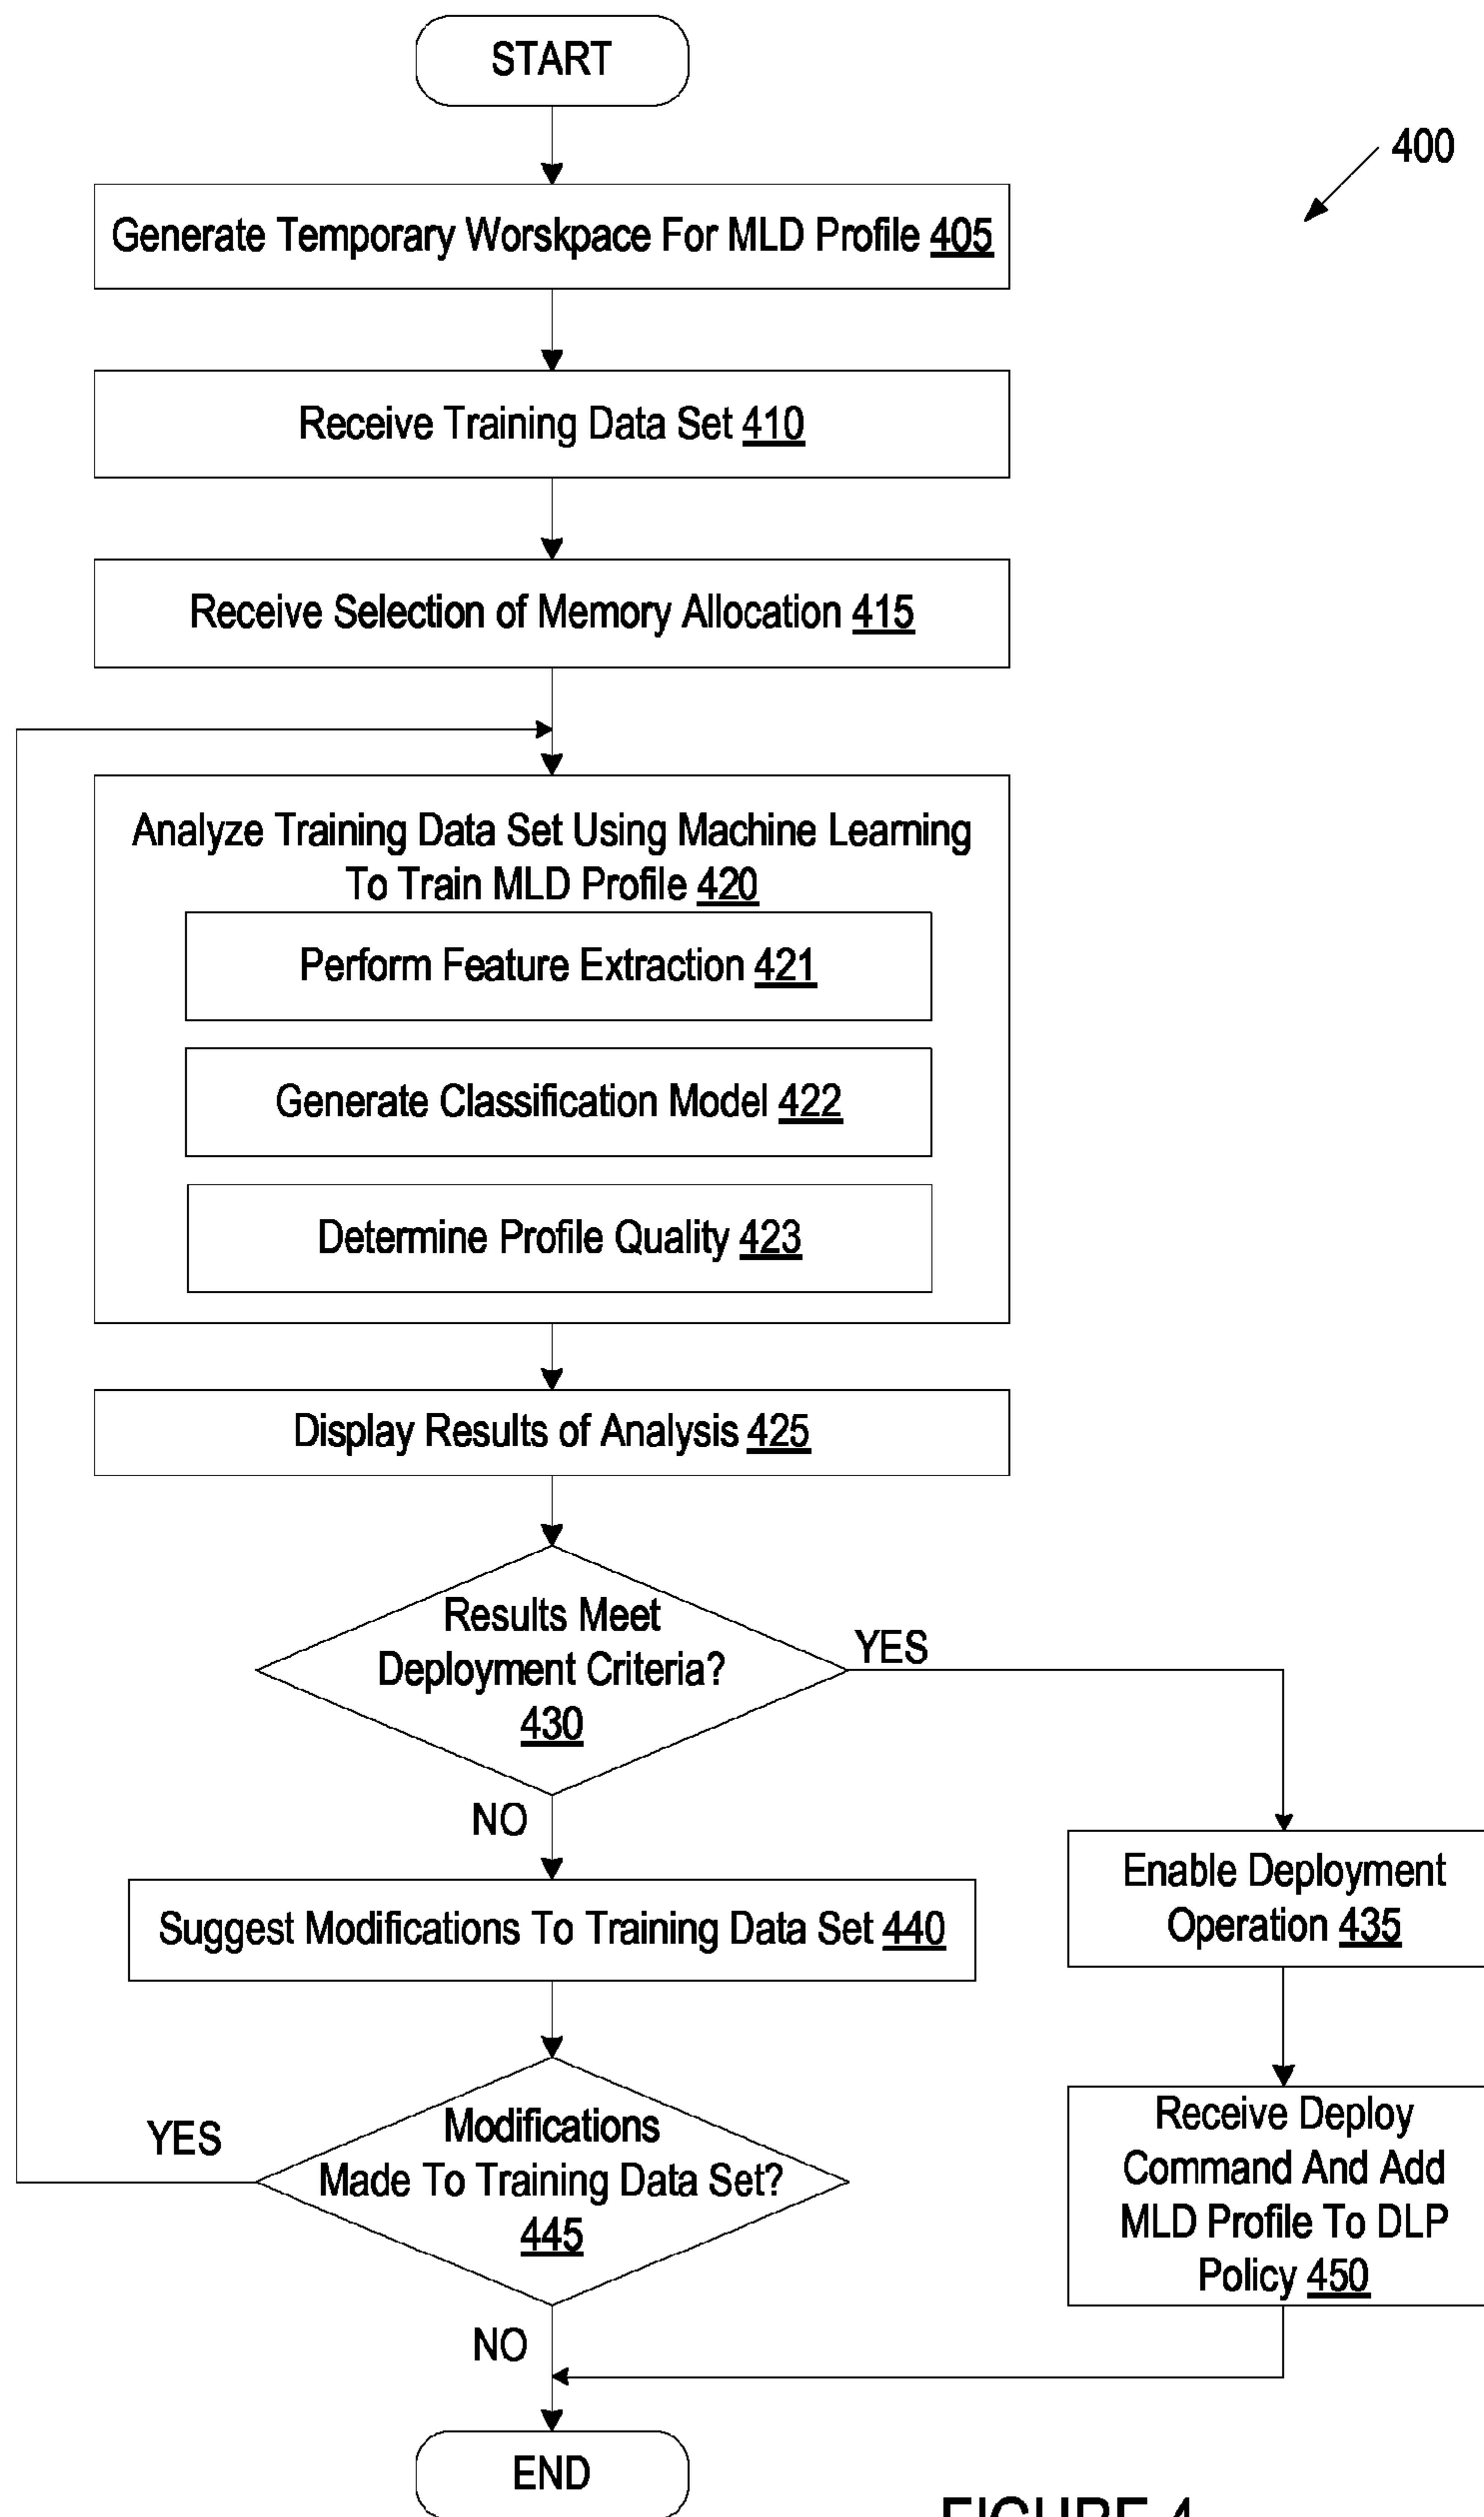 START
400
Generate Temporary Worskpace For MLD Profile 405
Receive Training Data Set 410
Receive Selection of Memory Allocation 415
Analyze Training Data Set Using Machine Learning
To Train MLD Profile 420
Perform Feature Extraction 421
Generate Classification Model 422
Determine Profile Quality 423
Display Results of Analysis 425
Results Meet
Deployment Criteria?
430
YES
NO
Enable Deployment
Operation 435
Suggest Modifications To Training Data Set 440
Modifications
Made To Training Data Set?
445
YES
Receive Deploy
Command And Add
MLD Profile To DLP
Policy 450
NO
END
FIGURE 4